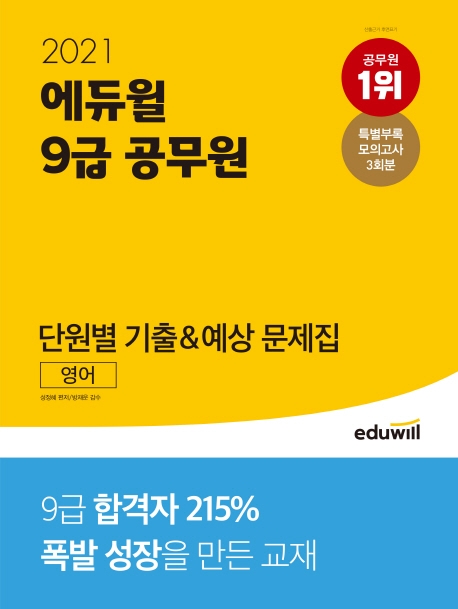 2021
에듀윌
9급 공무원
공무원
1위
특별부록
모의고사
3회분
단원별 기출&예상 문제집
영어
eduwill
9급 합격자 215%
폭발 성장을 만든 교재